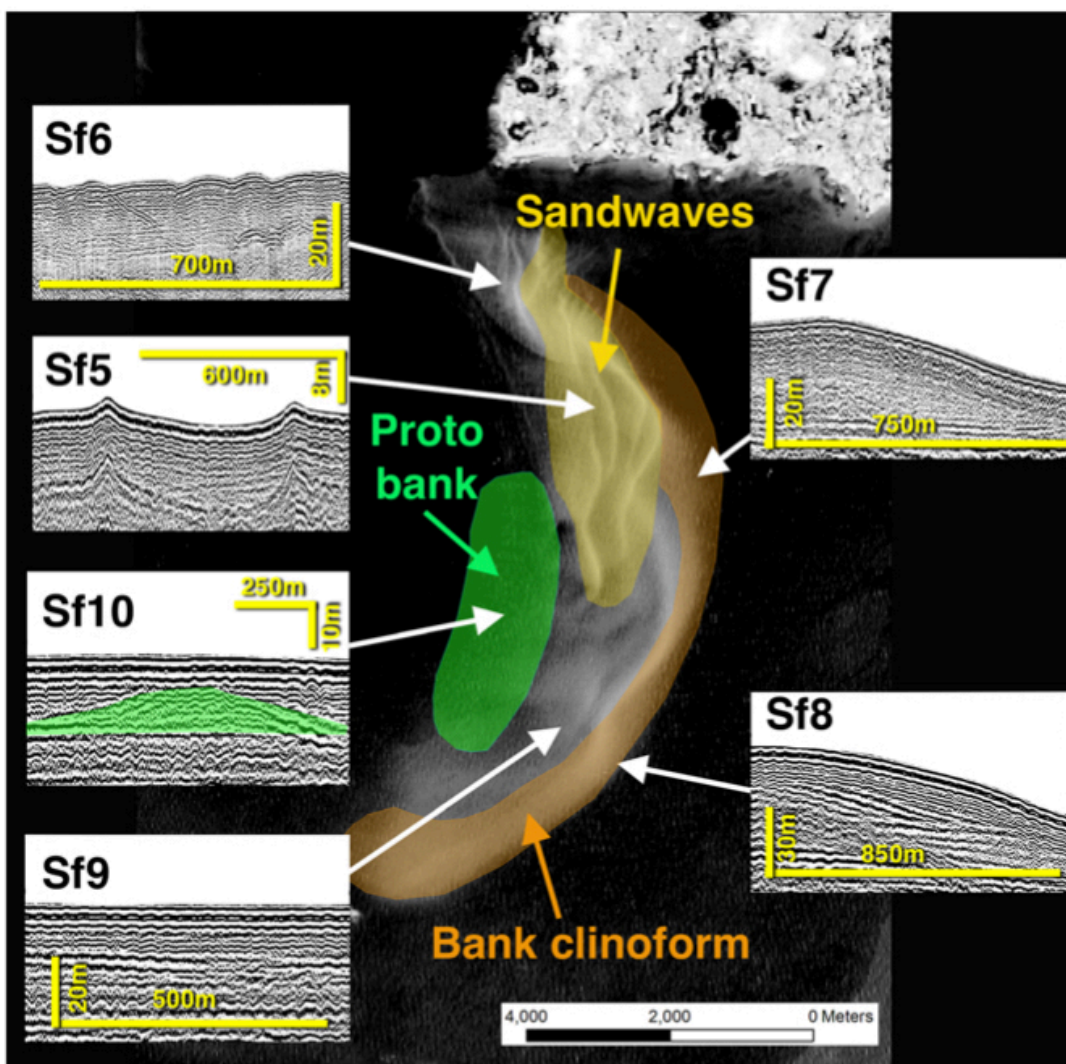 Sf6
20m
700m
Sandwaves
Sf7
20m
750m
Sf5
600m
8m
Proto
bank
Sf10
250m
10m
Sf8
30m
850m
Sf9
20m
500m
Bank clinoform
4,000 2,000 0 Meters